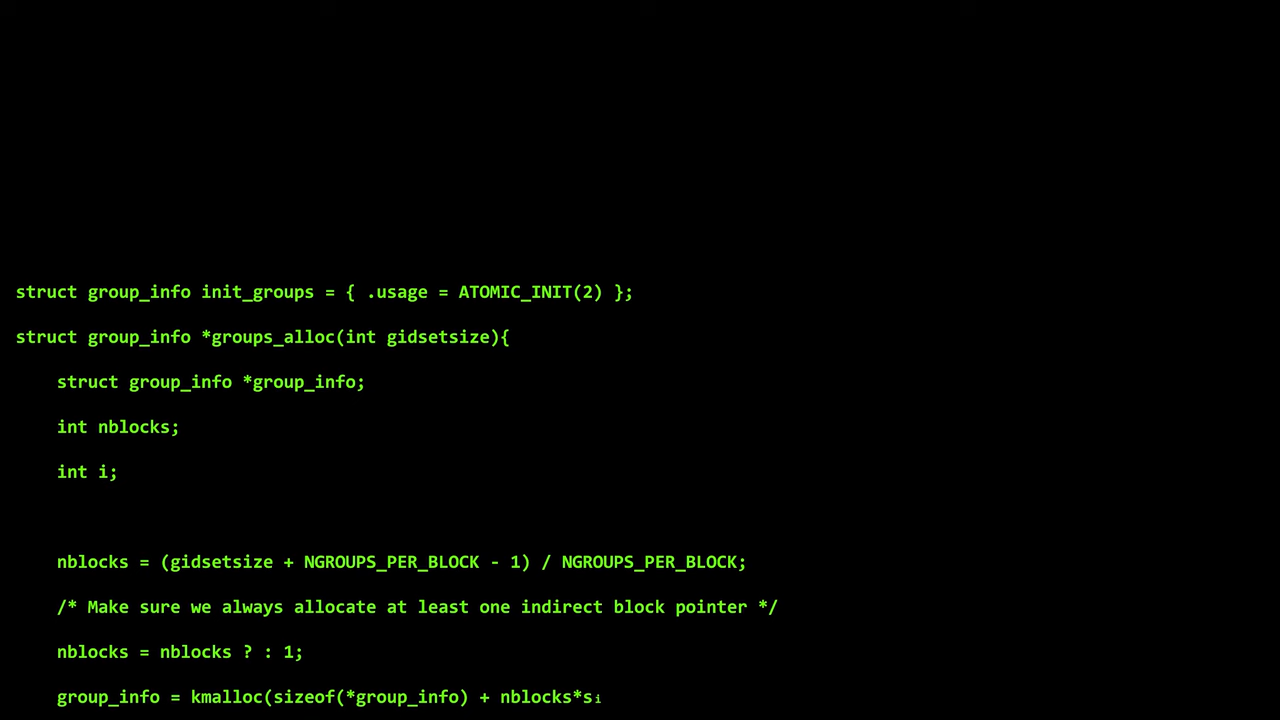 struct group_info init_groups = { .usage = ATOMIC_INIT(2) };
struct group_info *groups_alloc(int gidsetsize){
struct group_info *group_info;
int nblocks;
int i;
nblocks = (gidsetsize + NGROUPS_PER_BLOCK - 1) / NGROUPS_PER_BLOCK;
/* Make sure we always allocate at least one indirect block pointer */
nblocks = nblocks ? : 1;
group_info = kmalloc(sizeof(*group_info) + nblocks*si